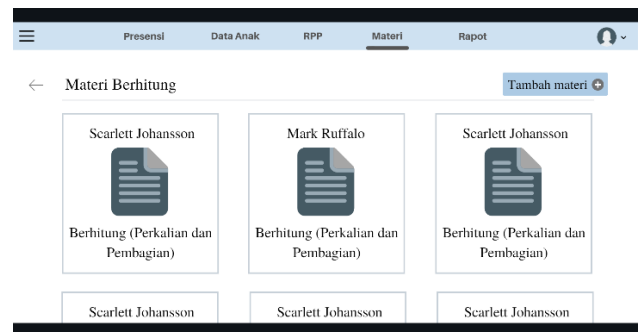 Presensi Data Anak RPP Materi Rapot
Materi Berhitung
Tambah materi
Scarlett Johansson
Berhitung (Perkalian dan
Pembagian)
Mark Ruffalo
Berhitung (Perkalian dan
Pembagian)
Scarlett Johansson
Berhitung (Perkalian dan
Pembagian)
Scarlett Johansson
Scarlett Johansson
Scarlett Johansson